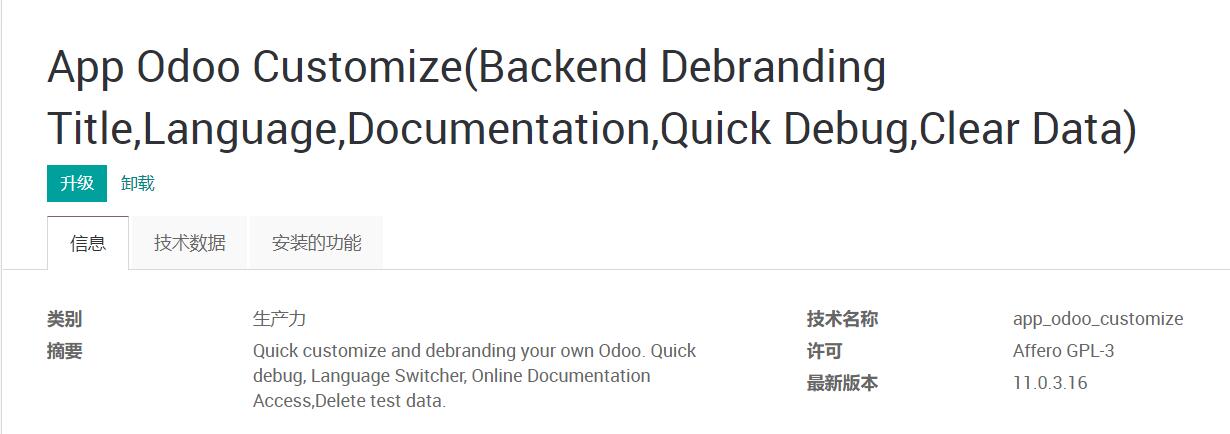 App Odoo Customize(Backend Debranding
Title,Language,Documentation,Quick Debug,Clear Data)
升级 卸载
信息 技术数据 安装的功能
类别 生产力 技术名称 app_odoo_customize
摘要 Quick customize and debranding your own Odoo. Quick 许可 Affero GPL-3
debug, Language Switcher, Online Documentation 最新版本 11.0.3.16
Access,Delete test data.